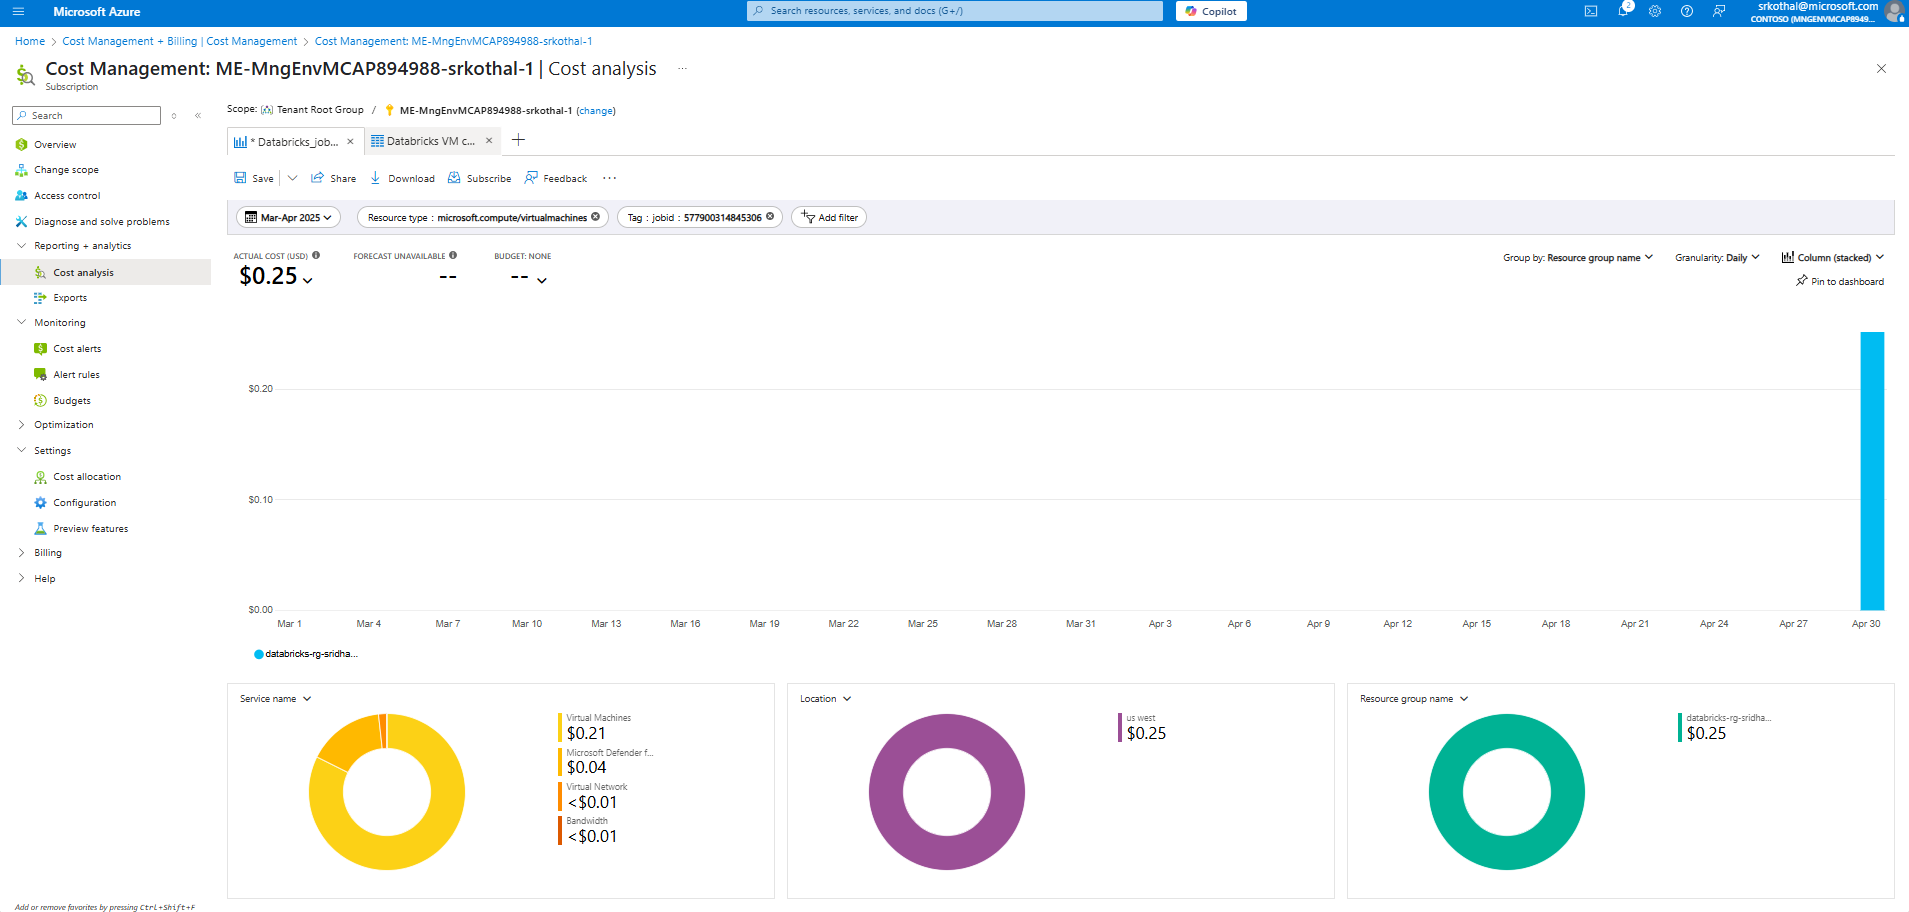 Microsoft Azure
Search resources, services, and docs (G+/)
Copilot
2
srkothal@microsoft.com
CONTOSO (MNGENVMCAP8949...
Home > Cost Management + Billing | Cost Management > Cost Management: ME-MngEnvMCAP894988-srkothal-1
Cost Management: ME-MngEnvMCAP894988-srkothal-1 | Cost analysis ...
Subscription
Search
Overview
Change scope
Access control
Diagnose and solve problems
Reporting + analytics
Cost analysis
Exports
Monitoring
Cost alerts
Alert rules
Budgets
Optimization
Settings
Cost allocation
Configuration
Preview features
Billing
Help
Add or remove favorites by pressing Ctrl+Shift+F
Scope: Tenant Root Group / ME-MngEnvMCAP894988-srkothal-1 (change)
* Databricks_job...
Databricks VM c...
Save
Share
Download
Subscribe
Feedback
...
Mar-Apr 2025
Resource type : microsoft.compute/virtualmachines
Tag : jobid : 577900314845306
Add filter
ACTUAL COST (USD)
$0.25
FORECAST UNAVAILABLE
--
BUDGET: NONE
--
Group by: Resource group name
Granularity: Daily
Column (stacked)
Pin to dashboard
$0.20
$0.10
$0.00
Mar 1 Mar 4 Mar 7 Mar 10 Mar 13 Mar 16 Mar 19 Mar 22 Mar 25 Mar 28 Mar 31 Apr 3 Apr 6 Apr 9 Apr 12 Apr 15 Apr 18 Apr 21 Apr 24 Apr 27 Apr 30
databricks-rg-sridha...
Service name
Virtual Machines
$0.21
Microsoft Defender f...
$0.04
Virtual Network
<$0.01
Bandwidth
<$0.01
Location
us west
$0.25
Resource group name
databricks-rg-sridha...
$0.25